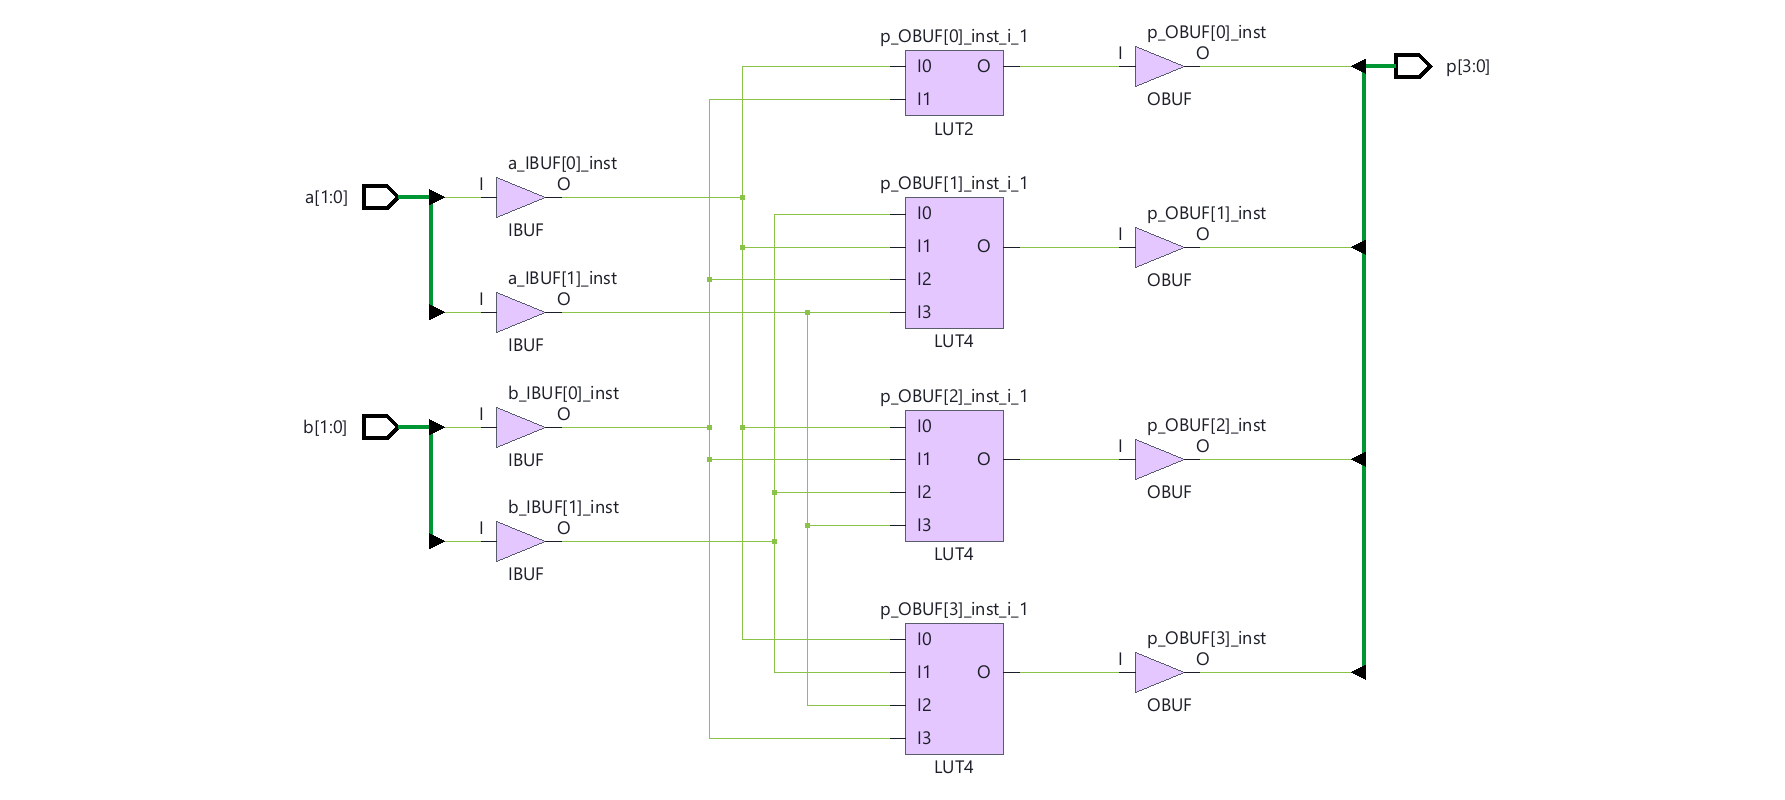 p_OBUF[0]_inst_i_1
I0
O
I1
LUT2
p_OBUF[0]_inst
I
O
OBUF
p[3:0]
a[1:0]
a_IBUF[0]_inst
I
O
IBUF
a_IBUF[1]_inst
I
O
IBUF
p_OBUF[1]_inst_i_1
I0
I1
O
I2
I3
LUT4
p_OBUF[1]_inst
I
O
OBUF
b[1:0]
b_IBUF[0]_inst
I
O
IBUF
b_IBUF[1]_inst
I
O
IBUF
p_OBUF[2]_inst_i_1
I0
I1
O
I2
I3
LUT4
p_OBUF[2]_inst
I
O
OBUF
p_OBUF[3]_inst_i_1
I0
I1
O
I2
I3
LUT4
p_OBUF[3]_inst
I
O
OBUF